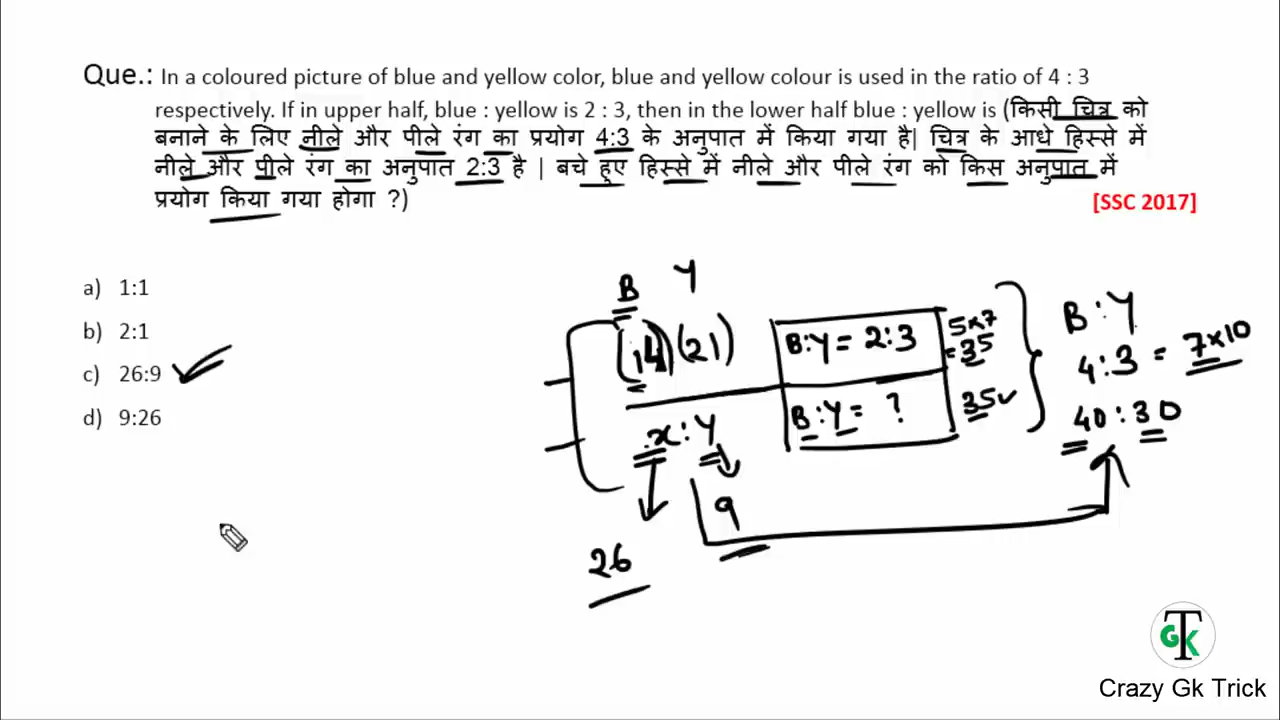 Que.: In a coloured picture of blue and yellow color, blue and yellow colour is used in the ratio of 4 : 3
respectively. If in upper half, blue : yellow is 2 : 3, then in the lower half blue : yellow is (किसी चित्र को
बनाने के लिए नीले और पीले रंग का प्रयोग 4:3 के अनुपात में किया गया है| चित्र के आधे हिस्से में
नीले और पीले रंग का अनुपात 2:3 है | बचे हुए हिस्से में नीले और पीले रंग को किस अनुपात में
प्रयोग किया गया होगा ?)
[SSC 2017]
a) 1:1
b) 2:1
c) 26:9
d) 9:26
B Y
(14) (21)
x : y
26
9
B:Y = 2:3
B:Y = ?
5x7
= 35
35
B : Y
4:3 = 7x10
40 : 30
GTK
Crazy Gk Trick